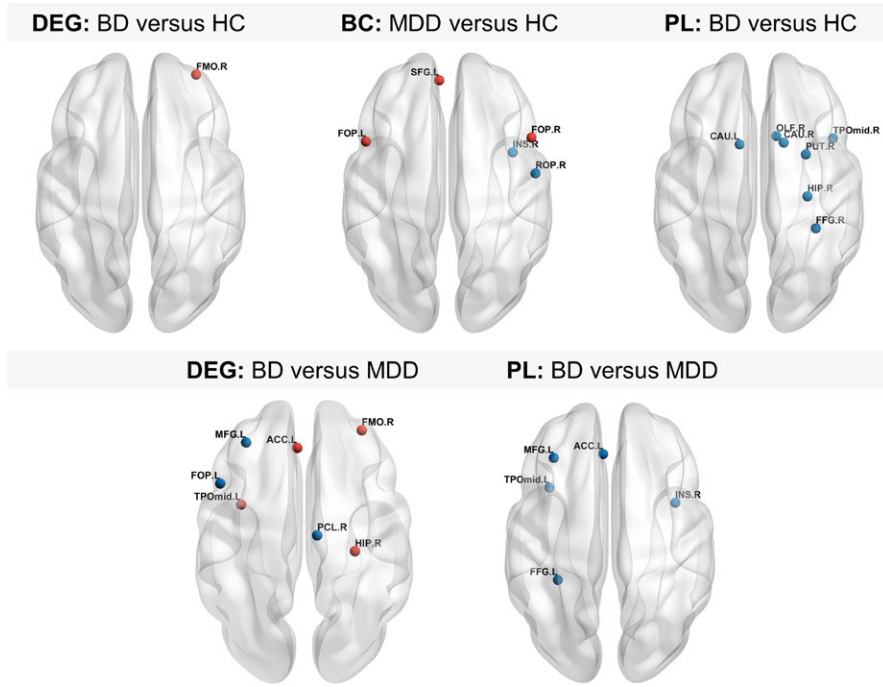 DEG: BD versus HC
BC: MDD versus HC
PL: BD versus HC
FMO.R
SFG.L
FOP.L
FOP.R
INS.R
ROP.R
CAU.L
OLF.R
CAU.R
TPOmid.R
PUT.R
HIP.R
FFG.R
DEG: BD versus MDD
PL: BD versus MDD
FMO.R
MFG.L
ACC.L
FOP.L
TPOmid.L
PCL.R
HIP.R
MFG.L
ACC.L
TPOmid.L
INS.R
FFG.L